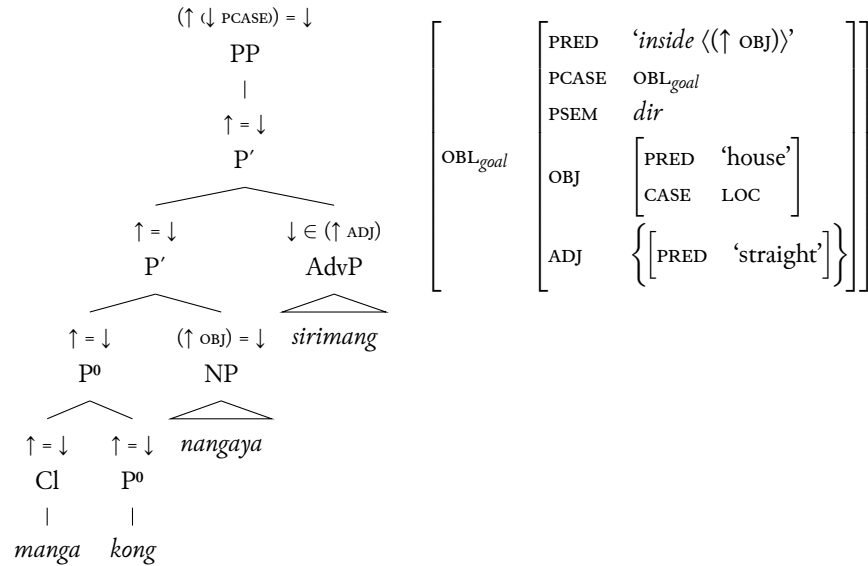 (↑ (↓ PCASE)) = ↓
PP
↑ = ↓
P′
↑ = ↓ ↓ ∈ (↑ ADJ)
P′ AdvP
↑ = ↓ (↑ OBJ) = ↓ sirimang
P⁰ NP
↑ = ↓ ↑ = ↓ nangaya
Cl P⁰
manga kong
PRED ‘inside ⟨(↑ OBJ)⟩’
PCASE OBL_goal
PSEM dir
OBL_goal
OBJ [PRED ‘house’
CASE LOC]
ADJ {[PRED ‘straight’]}